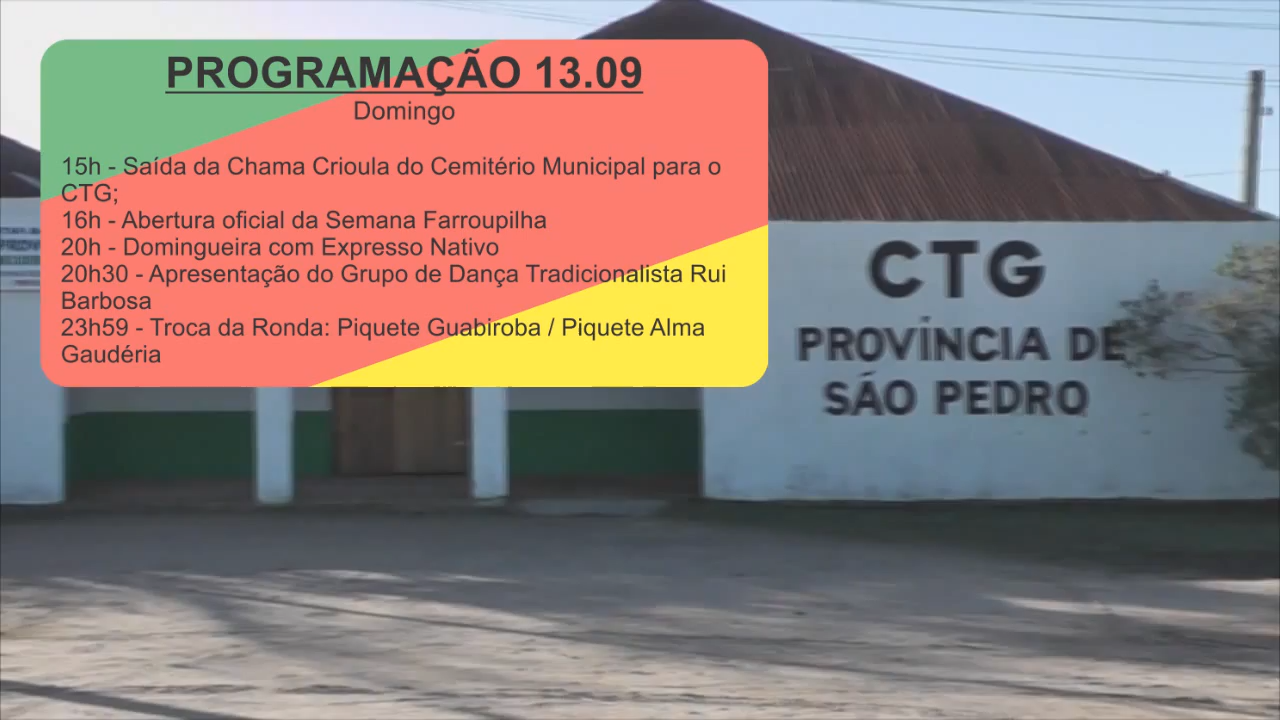 PROGRAMAÇÃO 13.09
Domingo
15h - Saída da Chama Crioula do Cemitério Municipal para o
CTG;
16h - Abertura oficial da Semana Farroupilha
20h - Domingueira com Expresso Nativo
20h30 - Apresentação do Grupo de Dança Tradicionalista Rui
Barbosa
23h59 - Troca da Ronda: Piquete Guabiroba / Piquete Alma
Gaudéria
CTG
PROVÍNCIA DE
SÃO PEDRO